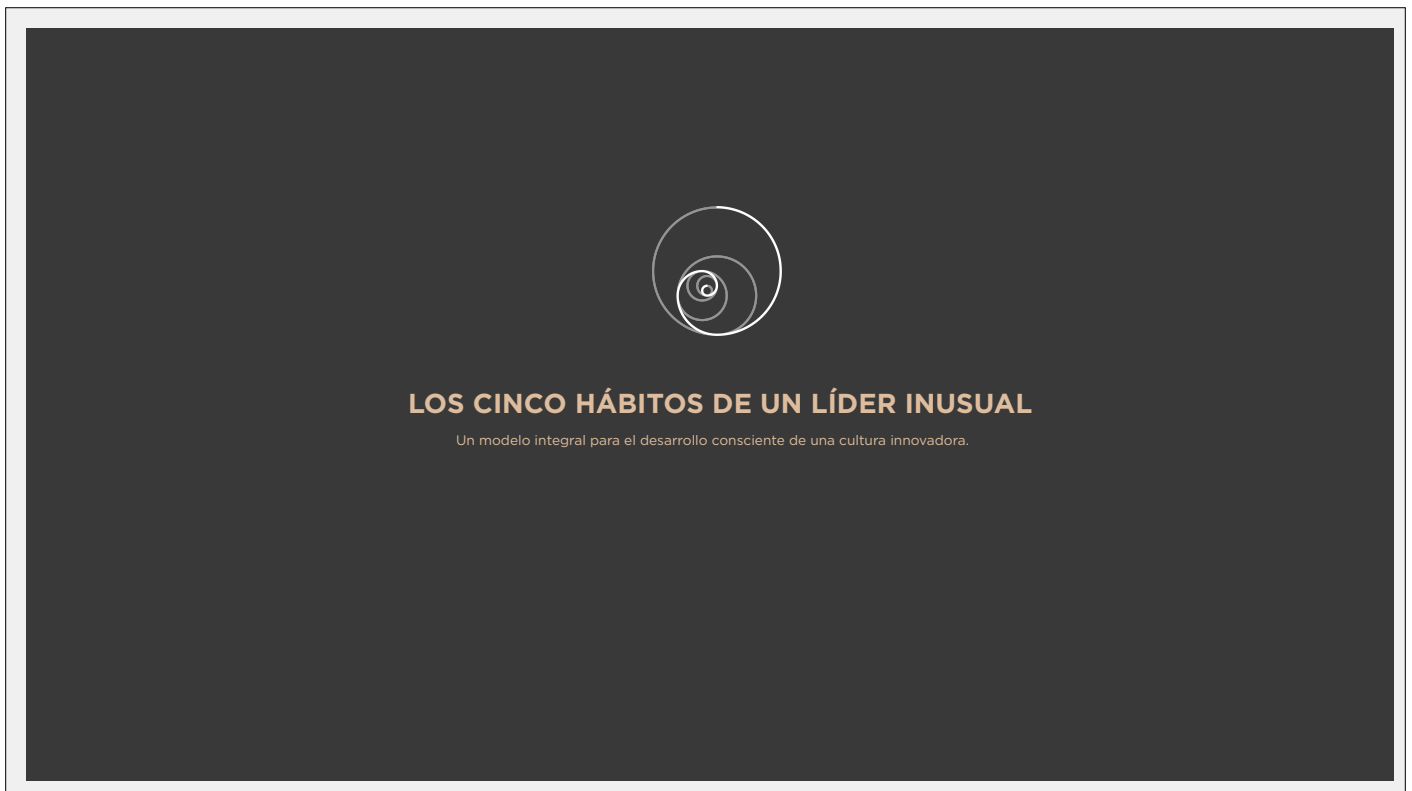 LOS CINCO HÁBITOS DE UN LÍDER INUSUAL
Un modelo integral para el desarrollo consciente de una cultura innovadora.